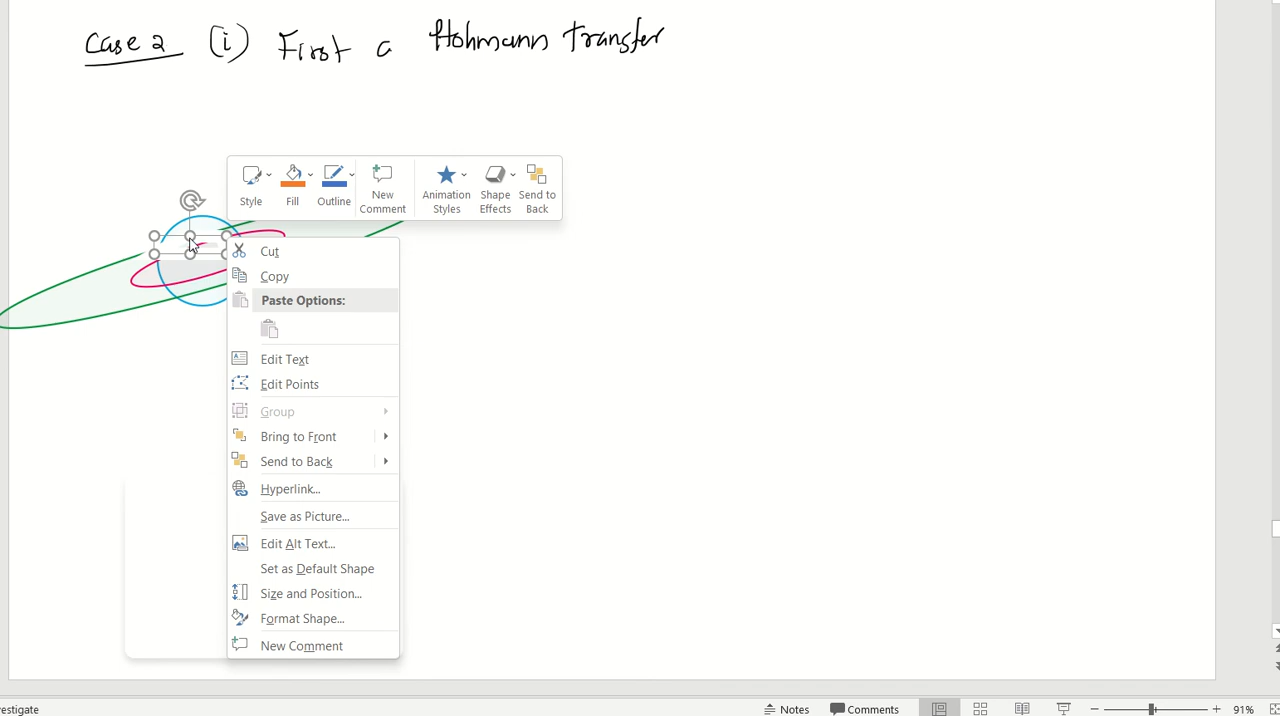 Case 2 (i) First a Hohmann transfer
Style Fill Outline New Comment Animation Styles Shape Effects Send to Back
Cut
Copy
Paste Options:
Edit Text
Edit Points
Group
Bring to Front
Send to Back
Hyperlink...
Save as Picture...
Edit Alt Text...
Set as Default Shape
Size and Position...
Format Shape...
New Comment
stigate Notes Comments 91%